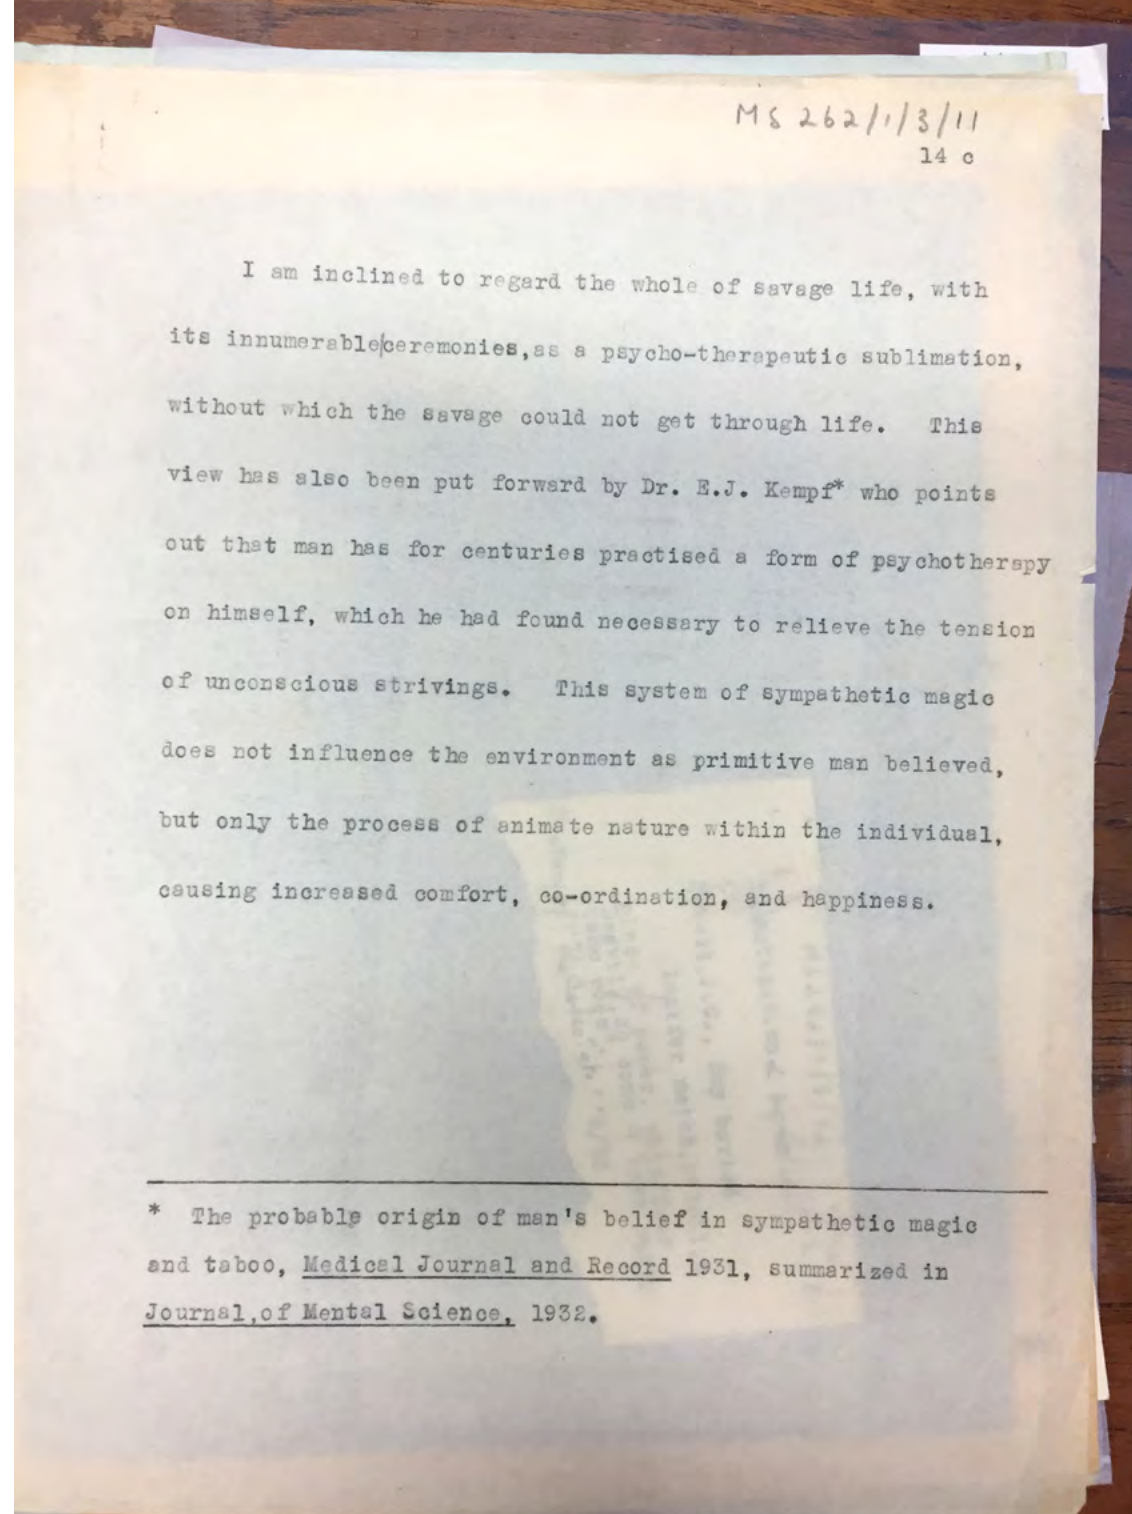 MS 262/1/3/11
14 c
I am inclined to regard the whole of savage life, with
its innumerable/ceremonies,as a psycho-therapeutic sublimation,
without which the savage could not get through life. This
view has also been put forward by Dr. E.J. Kempf* who points
out that man has for centuries practised a form of psychotherapy
on himself, which he had found necessary to relieve the tension
of unconscious strivings. This system of sympathetic magic
does not influence the environment as primitive man believed,
but only the process of animate nature within the individual,
causing increased comfort, co-ordination, and happiness.
* The probable origin of man's belief in sympathetic magic
and taboo, Medical Journal and Record 1931, summarized in
Journal,of Mental Science, 1932.